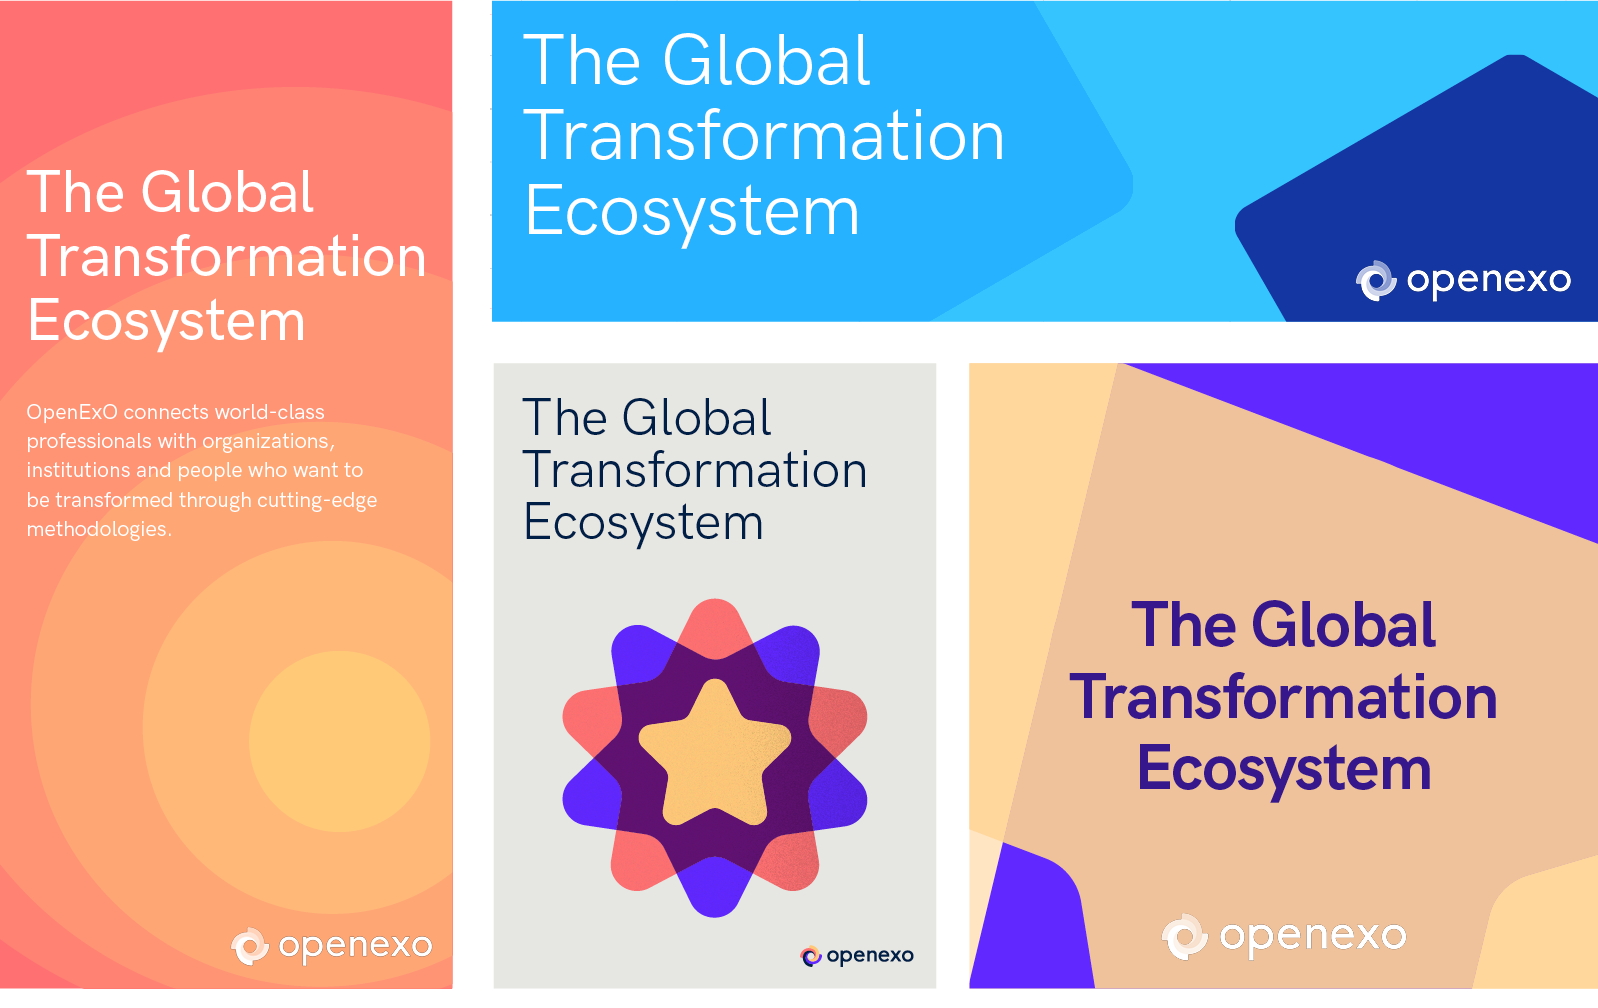 The Global
Transformation
Ecosystem
OpenExO connects world-class
professionals with organizations,
institutions and people who want to
be transformed through cutting-edge
methodologies.
openexo
The Global
Transformation
Ecosystem
openexo
The Global
Transformation
Ecosystem
openexo
The Global
Transformation
Ecosystem
openexo